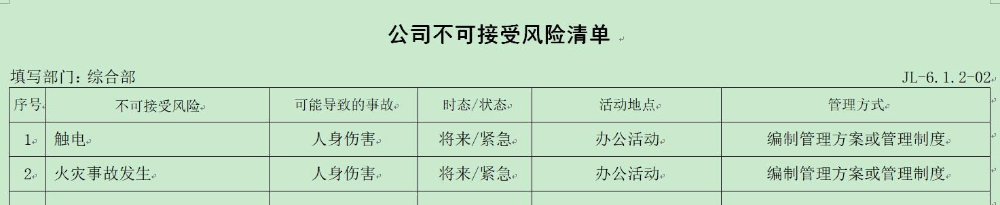 公司不可接受风险清单
填写部门：综合部 JL-6.1.2-02
序号 不可接受风险 可能导致的事故 时态/状态 活动地点 管理方式
1 触电 人身伤害 将来/紧急 办公活动 编制管理方案或管理制度
2 火灾事故发生 人身伤害 将来/紧急 办公活动 编制管理方案或管理制度